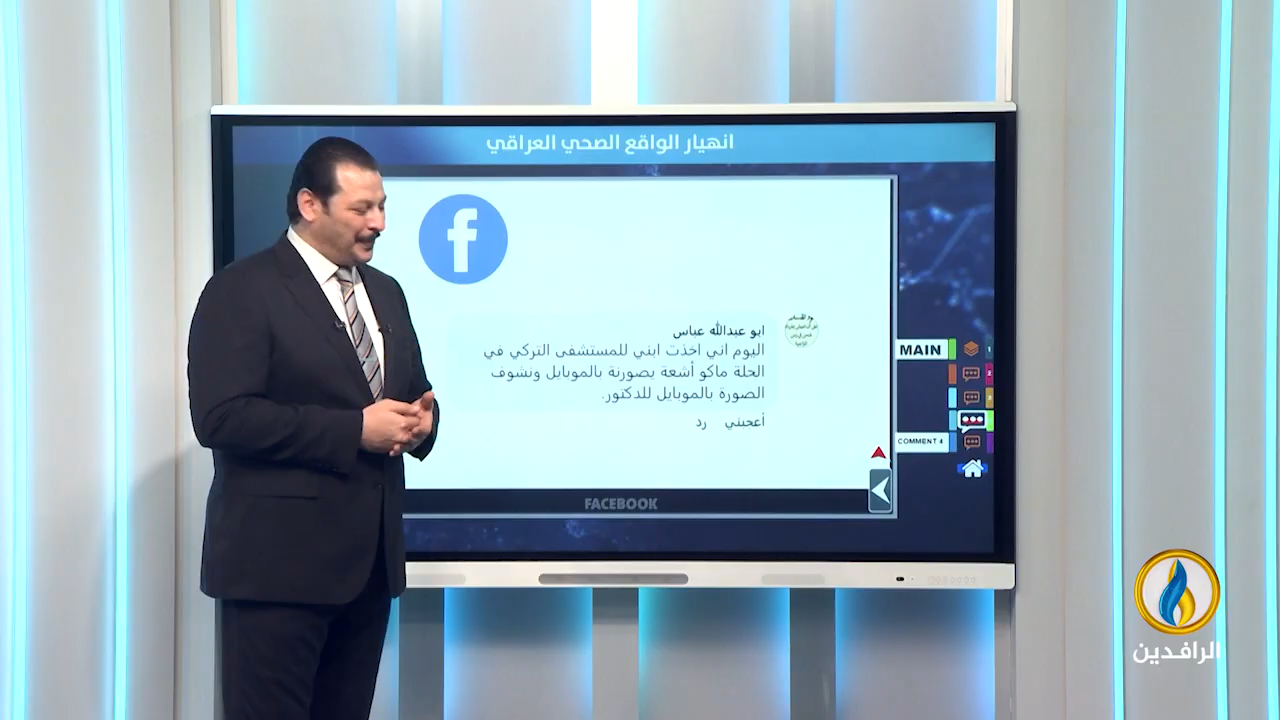 انهيار الواقع الصحي العراقي
ابو عبدالله عباس
اليوم اني اخذت ابني للمستشفى التركي في
الحلة ماكو أشعة يصورنة بالموبايل ونشوف
الصورة بالموبايل للدكتور.
أعجبني رد
MAIN
COMMENT 4
FACEBOOK
الرافدين